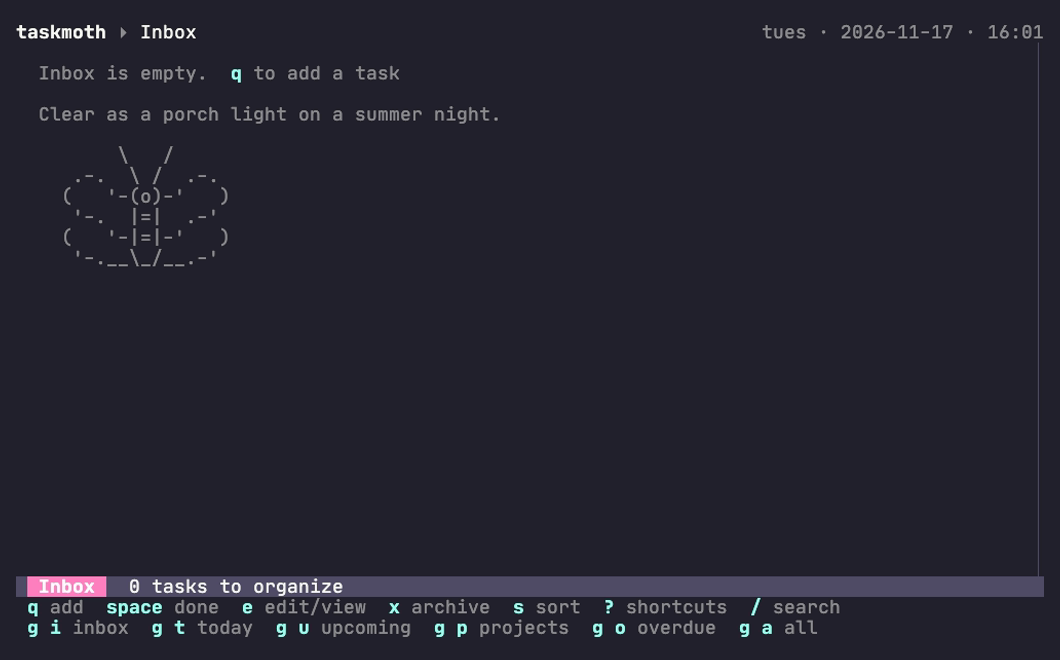 taskmoth ▸ Inbox tues · 2026-11-17 · 16:01
Inbox is empty.  q to add a task
Clear as a porch light on a summer night.
       \   /
   .-.  \ /  .-.
  (   '-(o)-'   )
   '-.  |=|  .-'
  (   '-|=|-'   )
   '-.__\_/__.-'
Inbox  0 tasks to organize
q add  space done  e edit/view  x archive  s sort  ? shortcuts  / search
g i inbox  g t today  g u upcoming  g p projects  g o overdue  g a all